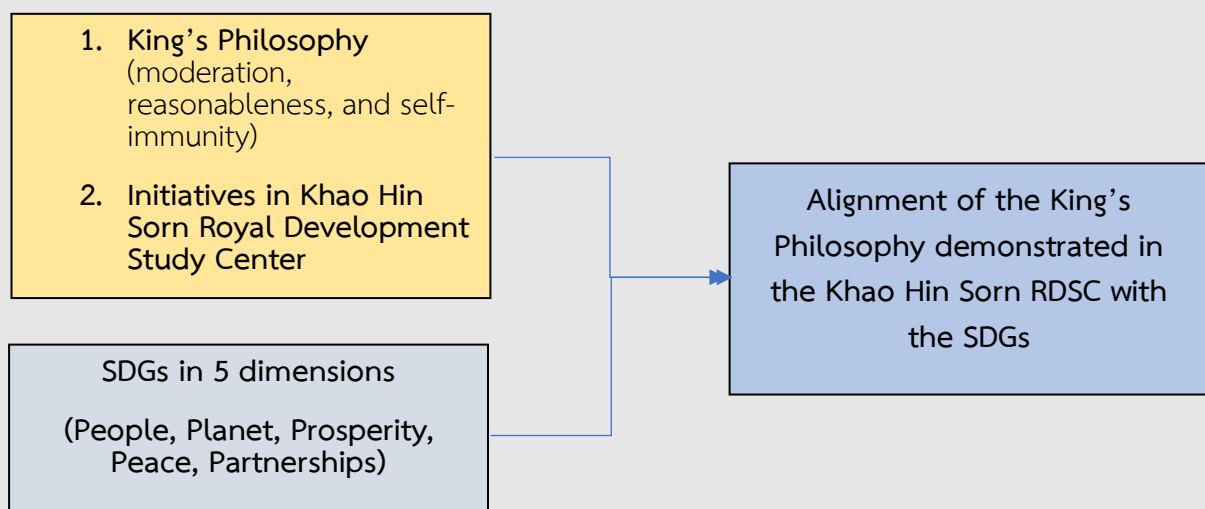 1. King's Philosophy
(moderation,
reasonableness, and self-
immunity)
2. Initiatives in Khao Hin
Sorn Royal Development
Study Center
SDGs in 5 dimensions
(People, Planet, Prosperity,
Peace, Partnerships)
Alignment of the King's
Philosophy demonstrated in
the Khao Hin Sorn RDSC with
the SDGs